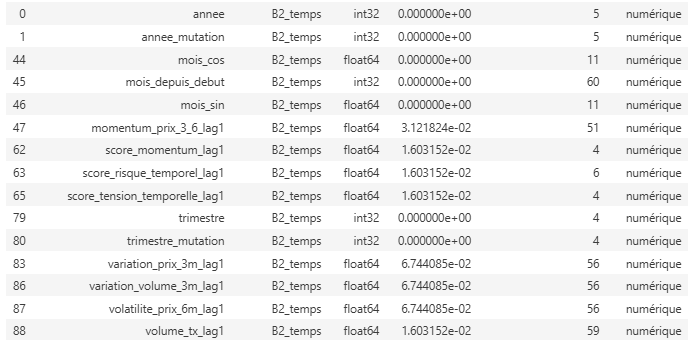 0 annee B2_temps int32 0.000000e+00 5 numérique
1 annee_mutation B2_temps int32 0.000000e+00 5 numérique
44 mois_cos B2_temps float64 0.000000e+00 11 numérique
45 mois_depuis_debut B2_temps int32 0.000000e+00 60 numérique
46 mois_sin B2_temps float64 0.000000e+00 11 numérique
47 momentum_prix_3_6_lag1 B2_temps float64 3.121824e-02 51 numérique
62 score_momentum_lag1 B2_temps float64 1.603152e-02 4 numérique
63 score_risque_temporel_lag1 B2_temps float64 1.603152e-02 6 numérique
65 score_tension_temporelle_lag1 B2_temps float64 1.603152e-02 4 numérique
79 trimestre B2_temps int32 0.000000e+00 4 numérique
80 trimestre_mutation B2_temps int32 0.000000e+00 4 numérique
83 variation_prix_3m_lag1 B2_temps float64 6.744085e-02 56 numérique
86 variation_volume_3m_lag1 B2_temps float64 6.744085e-02 56 numérique
87 volatilite_prix_6m_lag1 B2_temps float64 6.744085e-02 56 numérique
88 volume_tx_lag1 B2_temps float64 1.603152e-02 59 numérique